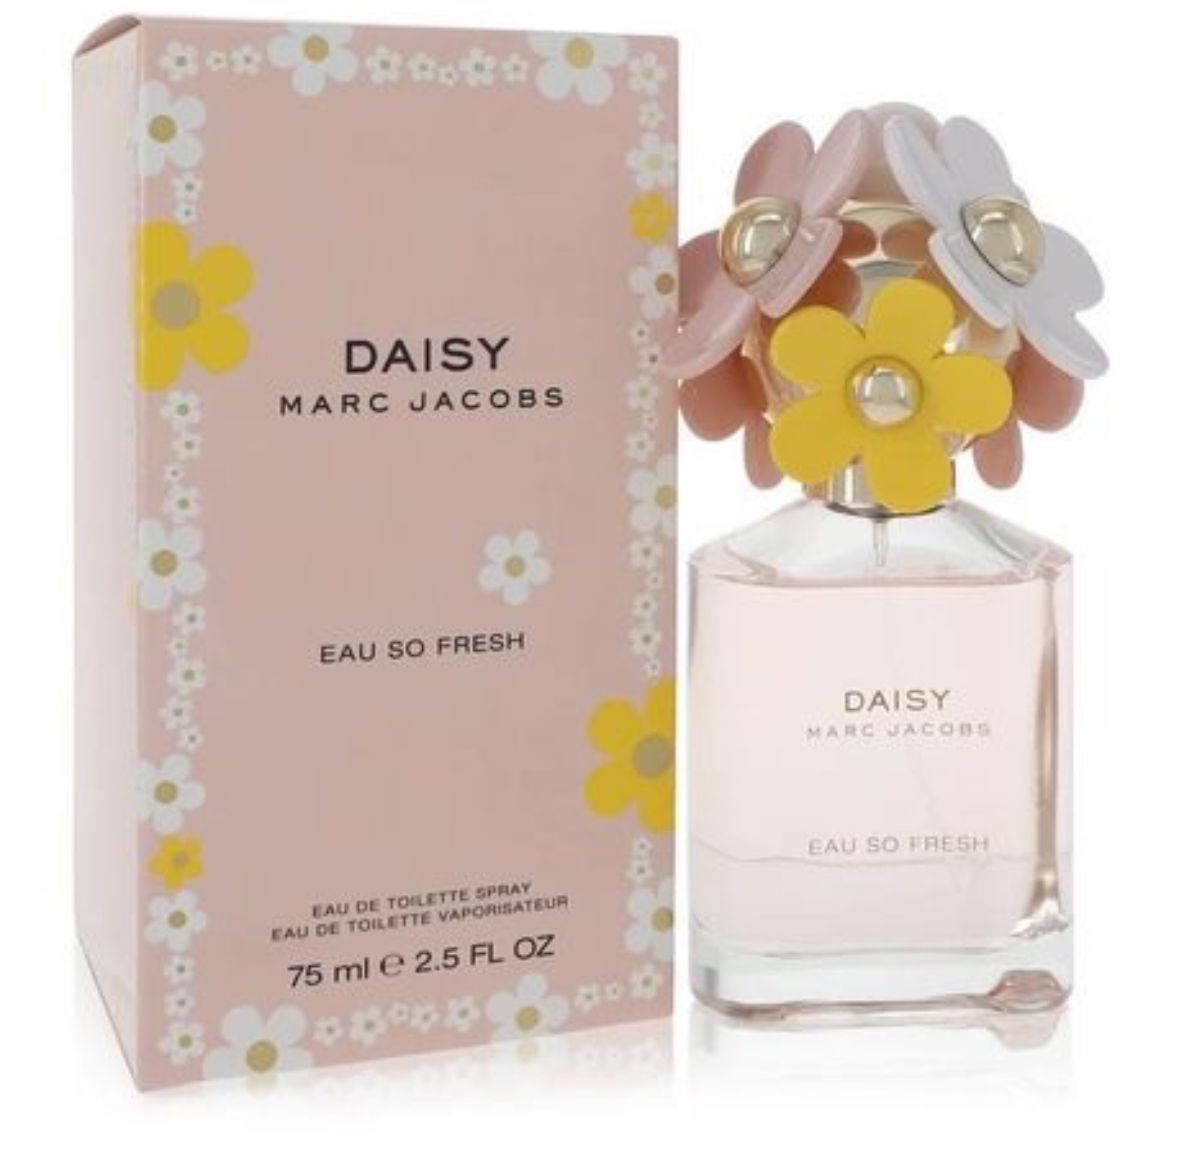 DAISY
MARC JACOBS
EAU SO FRESH
EAU DE TOILETTE SPRAY
EAU DE TOILETTE VAPORISATEUR
75 ml ℮ 2.5 FL OZ
DAISY
MARC JACOBS
EAU SO FRESH